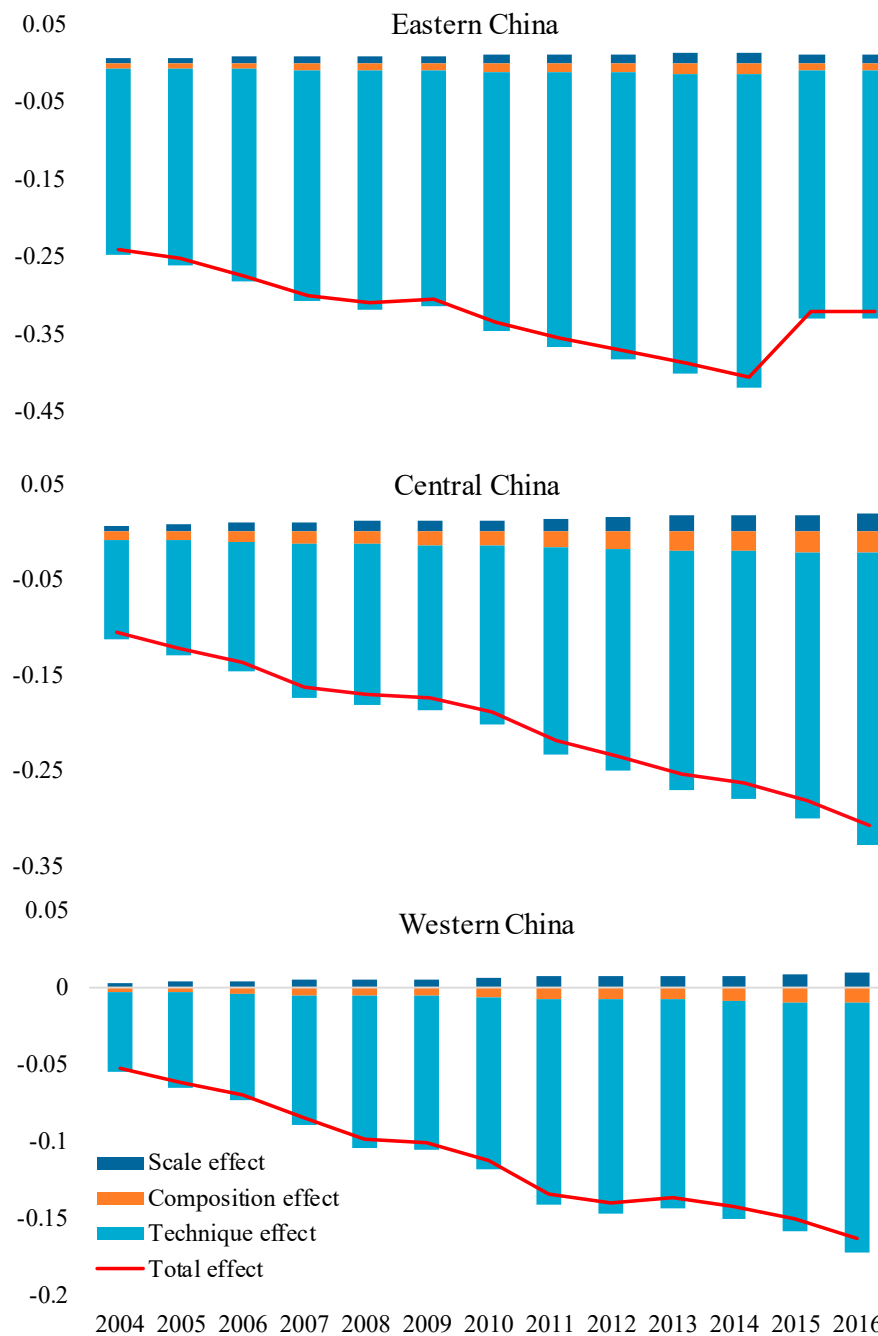 0.05
Eastern China
-0.05
-0.15
-0.25
-0.35
-0.45
0.05
Central China
-0.05
-0.15
-0.25
-0.35
0.05
Western China
0
-0.05
-0.1
-0.15
-0.2
Scale effect
Composition effect
Technique effect
Total effect
2004 2005 2006 2007 2008 2009 2010 2011 2012 2013 2014 2015 2016